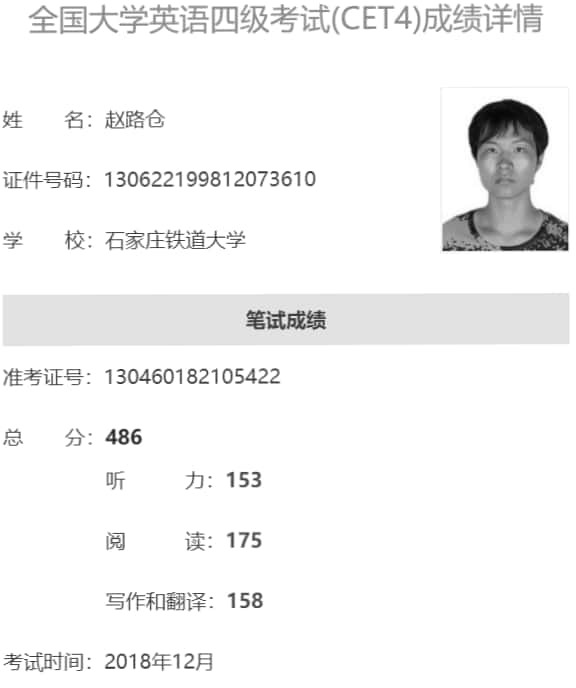 全国大学英语四级考试(CET4)成绩详情
姓 名：赵路仓
证件号码：130622199812073610
学 校：石家庄铁道大学
笔试成绩
准考证号：130460182105422
总 分：486
听 力：153
阅 读：175
写作和翻译：158
考试时间：2018年12月